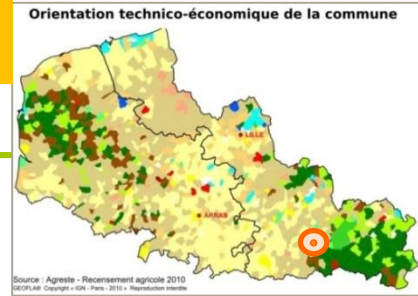 Orientation technico-économique de la commune
LILLE
ARRAS
Source : Agreste - Recensement agricole 2010
GEOFLA® Copyright « IGN - Paris - 2010 » Reproduction interdite